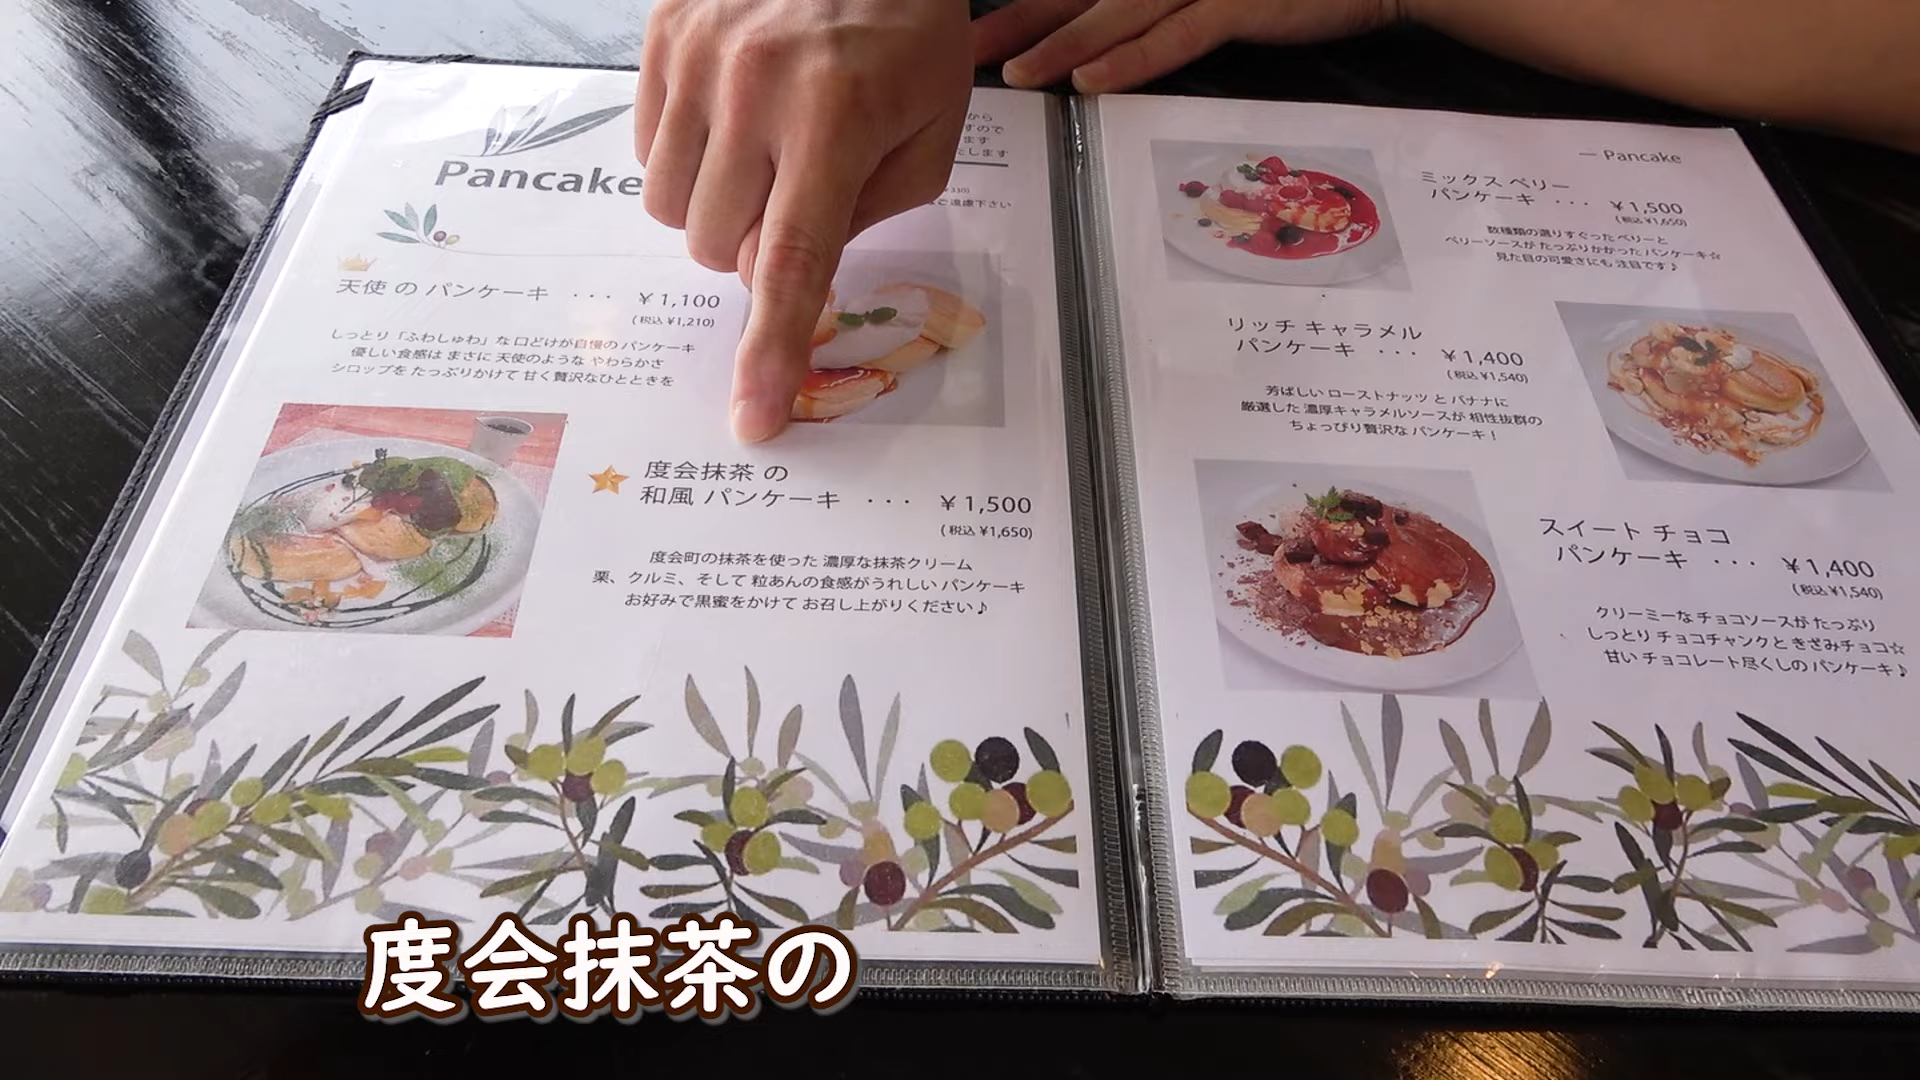 Pancake
から
すので
ます
たします
¥330)
ご遠慮下さい
天使 の パンケーキ ··· ¥1,100
(税込 ¥1,210)
しっとり「ふわしゅわ」な 口どけが自慢の パンケーキ
優しい食感は まさに 天使のような やわらかさ
シロップを たっぷりかけて 甘く贅沢なひとときを
度会抹茶 の
和風 パンケーキ ··· ¥1,500
(税込 ¥1,650)
度会町の抹茶を使った 濃厚な抹茶クリーム
栗、クルミ、そして 粒あんの食感がうれしい パンケーキ
お好みで黒蜜をかけて お召し上がりください♪
— Pancake
ミックス ベリー
パンケーキ ··· ¥1,500
(税込 ¥1,650)
数種類の選りすぐった ベリーと
ベリーソースが たっぷりかかった パンケーキ☆
見た目の可愛さにも 注目です♪
リッチ キャラメル
パンケーキ ··· ¥1,400
(税込 ¥1,540)
芳ばしい ローストナッツ と バナナに
厳選した 濃厚キャラメルソースが 相性抜群の
ちょっぴり贅沢な パンケーキ！
スイート チョコ
パンケーキ ··· ¥1,400
(税込 ¥1,540)
クリーミーな チョコソースが たっぷり
しっとり チョコチャンクと きざみチョコ☆
甘い チョコレート尽くしの パンケーキ♪
度会抹茶の